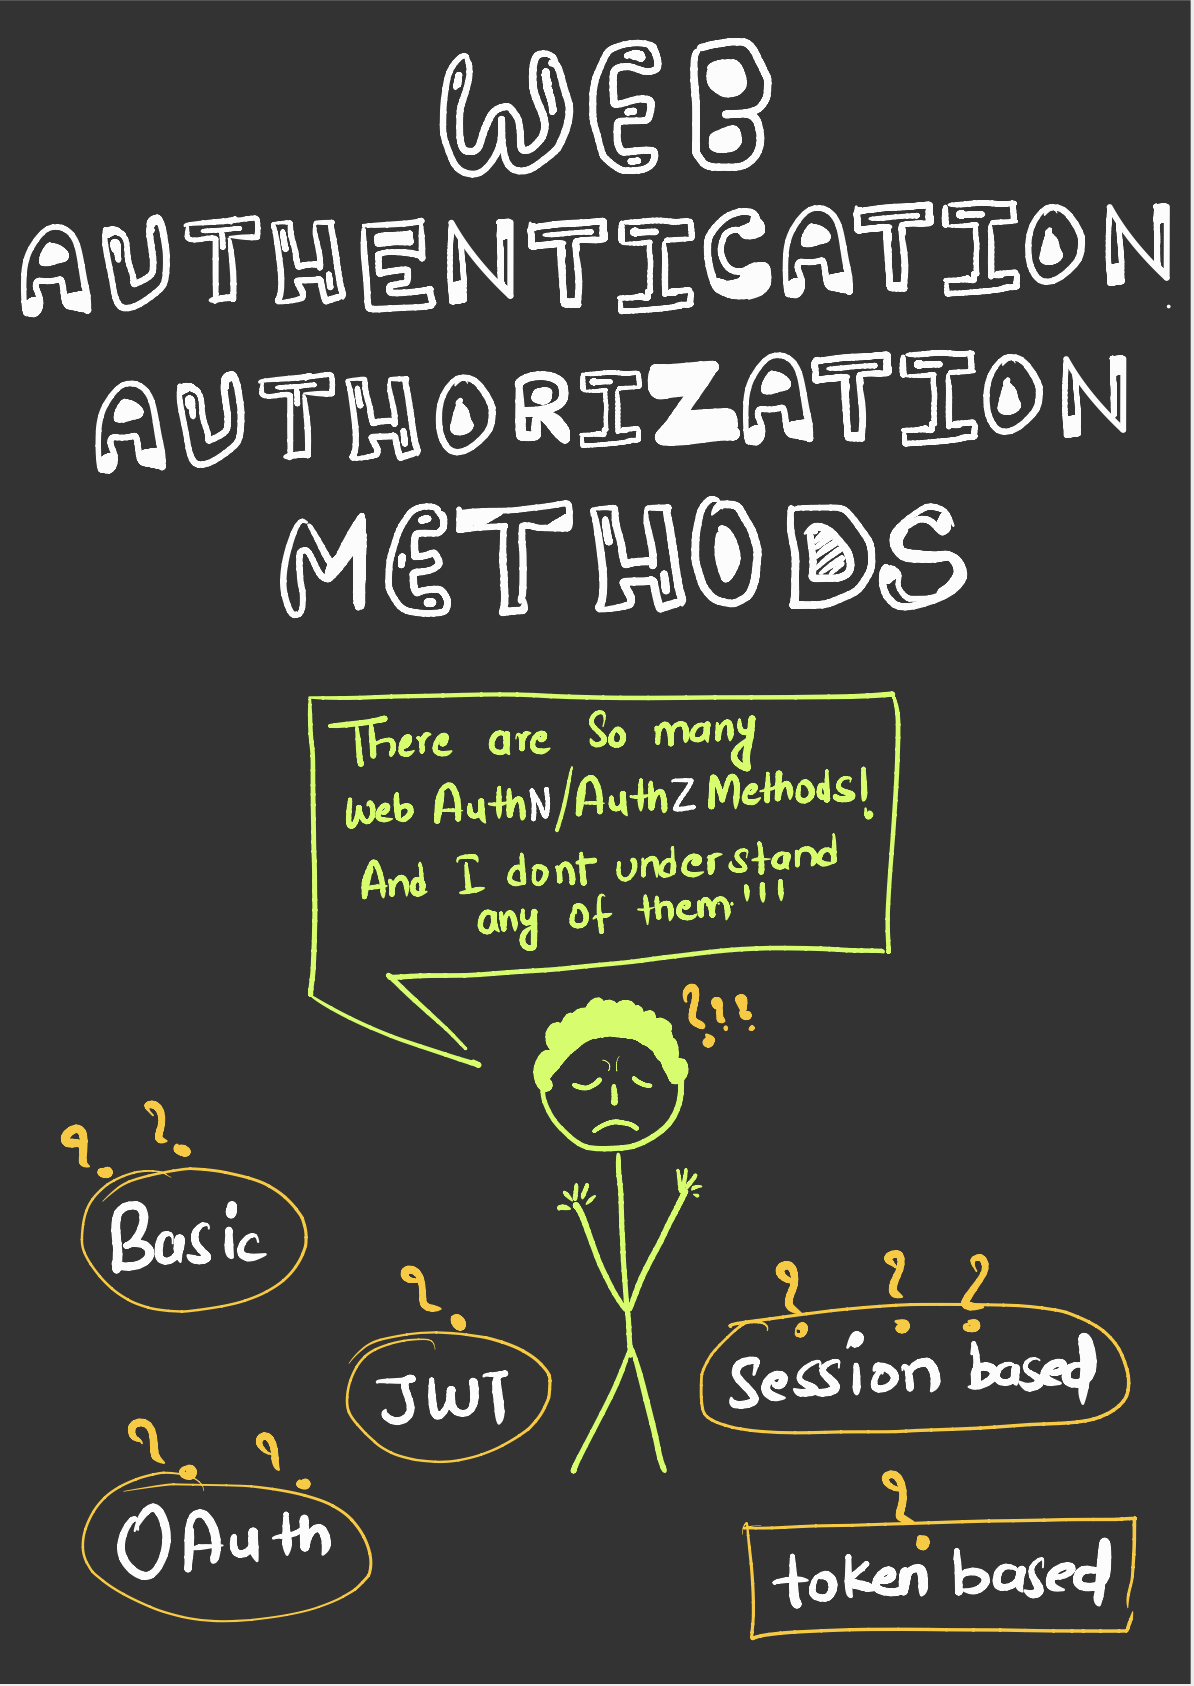 WEB
AUTHENTICATION
AUTHORIZATION
METHODS
There are So many
web AuthN/AuthZ Methods!
And I dont understand
any of them!!!
????
? ?
Basic
?
JWT
? ? ?
Session based
? ?
OAuth
?
token based